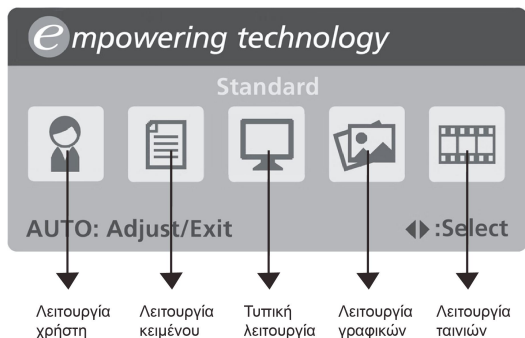 empowering technology
Standard
AUTO: Adjust/Exit
:Select
Λειτουργία χρήστη
Λειτουργία κειμένου
Τυπική λειτουργία
Λειτουργία γραφικών
Λειτουργία ταινιών